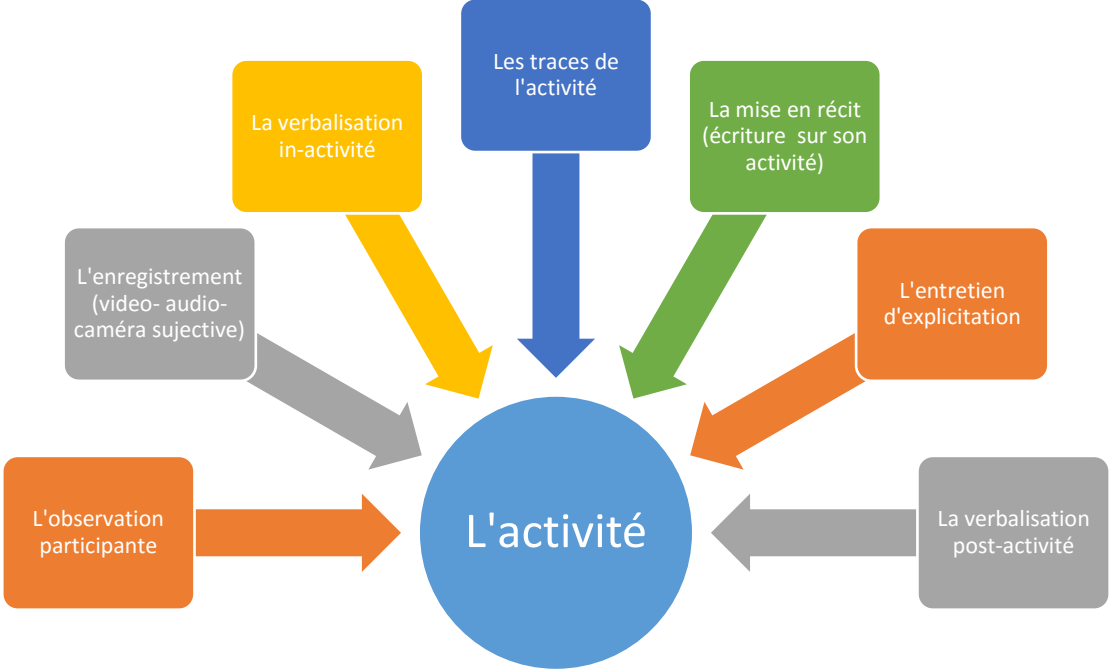 Les traces de
l'activité
La verbalisation
in-activité
La mise en récit
(écriture sur son
activité)
L'enregistrement
(video- audio-
caméra sujective)
L'entretien
d'explicitation
L'observation
participante
L'activité
La verbalisation
post-activité